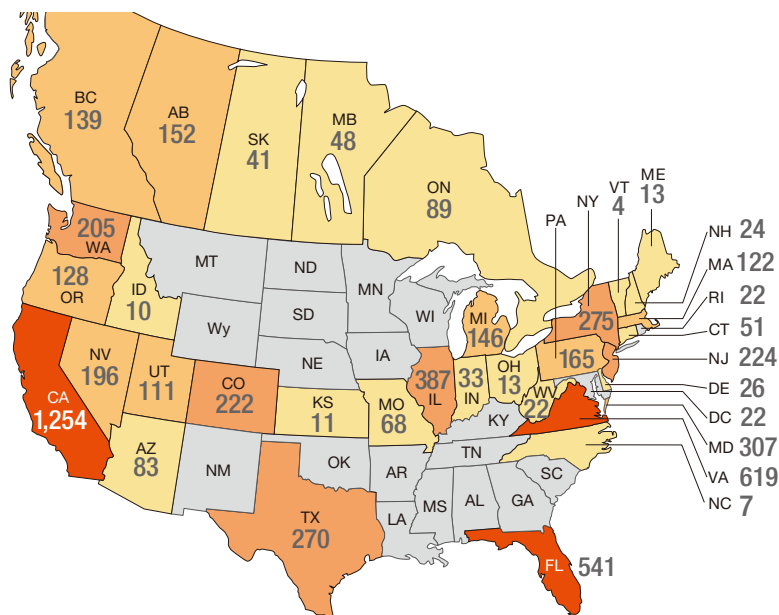 BC
139
AB
152
SK
41
MB
48
ON
89
PA
NY
275
VT
4
ME
13
NH 24
MA 122
RI 22
CT 51
NJ 224
DE 26
DC 22
MD 307
VA 619
NC 7
205
WA
128
OR
ID
10
MT
ND
MN
Wy
SD
WI
MI
146
165
NV
196
UT
111
CO
222
NE
IA
KS
11
MO
68
387
IL
33
IN
OH
13
WV
22
KY
CA
1,254
AZ
83
NM
OK
AR
TN
SC
TX
270
LA
MS
AL
GA
FL 541